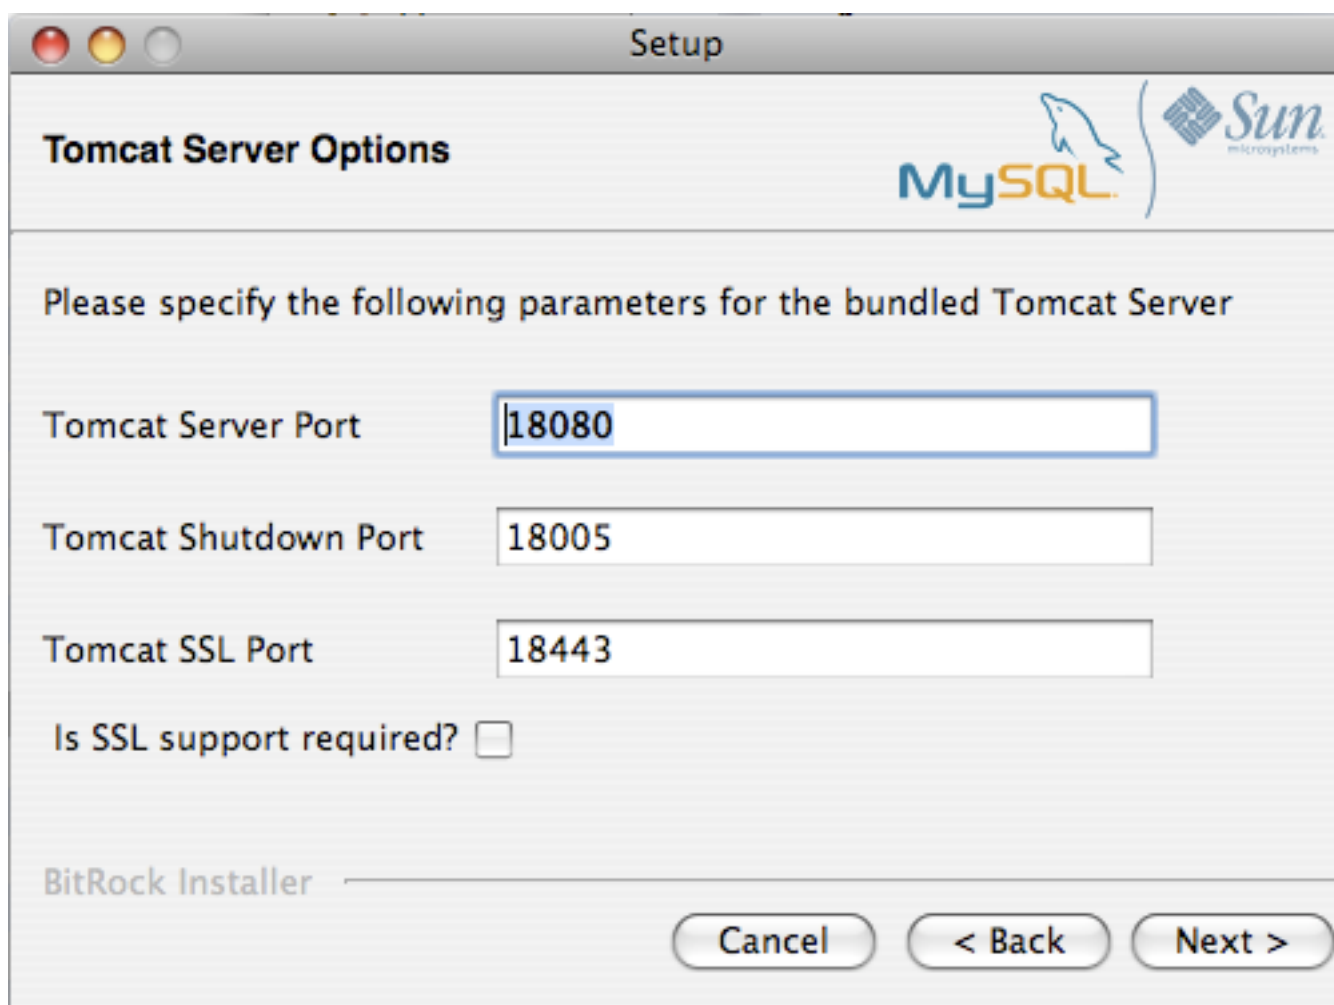 Setup
Tomcat Server Options
MySQL
Sun
microsystems
Please specify the following parameters for the bundled Tomcat Server
Tomcat Server Port 18080
Tomcat Shutdown Port 18005
Tomcat SSL Port 18443
Is SSL support required?
BitRock Installer
Cancel < Back Next >